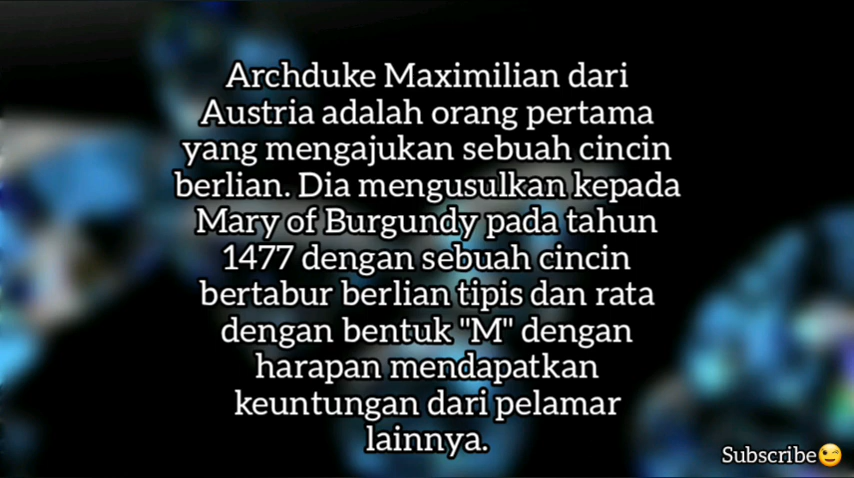 Archduke Maximilian dari
Austria adalah orang pertama
yang mengajukan sebuah cincin
berlian. Dia mengusulkan kepada
Mary of Burgundy pada tahun
1477 dengan sebuah cincin
bertabur berlian tipis dan rata
dengan bentuk "M" dengan
harapan mendapatkan
keuntungan dari pelamar
lainnya.
Subscribe😉